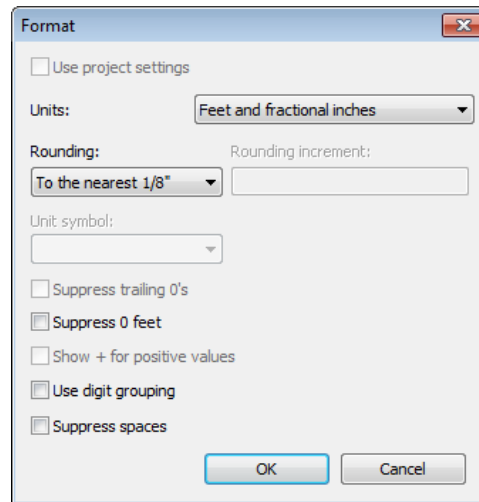 Format
Use project settings
Units: Feet and fractional inches
Rounding: Rounding increment:
To the nearest 1/8"
Unit symbol:
Suppress trailing 0's
Suppress 0 feet
Show + for positive values
Use digit grouping
Suppress spaces
OK Cancel